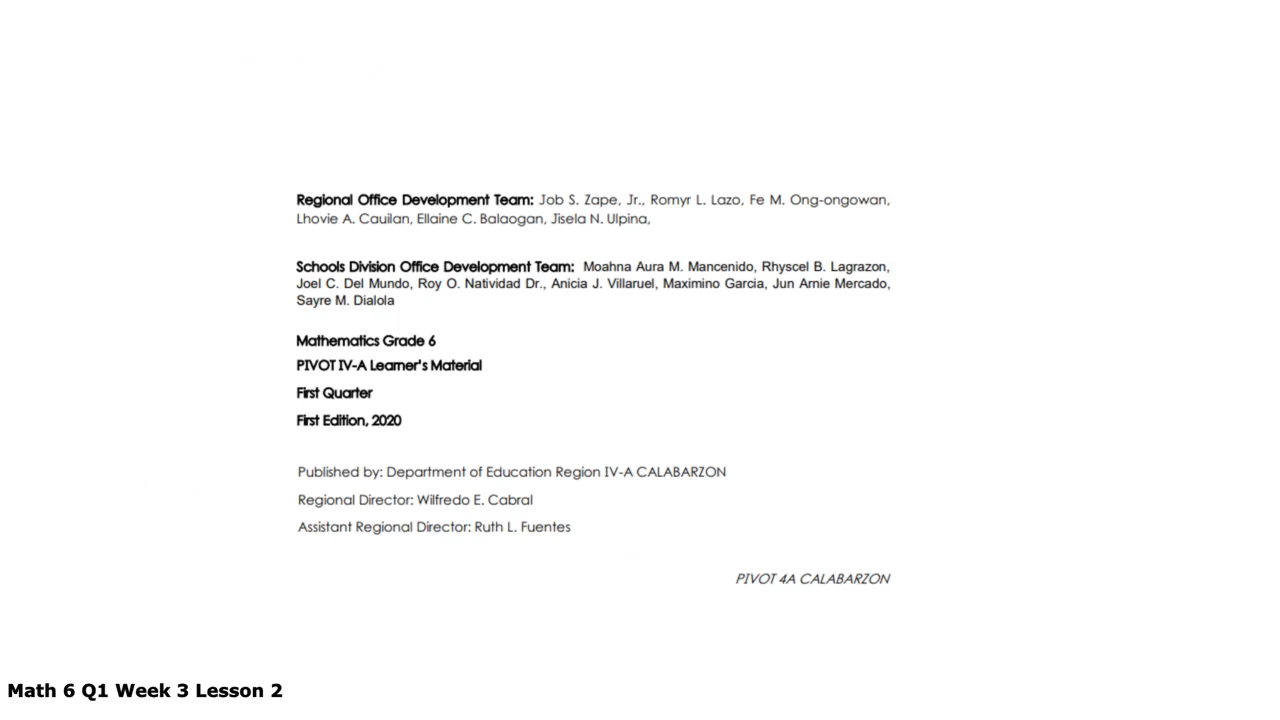 Regional Office Development Team: Job S. Zape, Jr., Romyr L. Lazo, Fe M. Ong-ongowan,
Lhovie A. Cauilan, Ellaine C. Balaogan, Jisela N. Ulpina,
Schools Division Office Development Team: Moahna Aura M. Mancenido, Rhyscel B. Lagrazon,
Joel C. Del Mundo, Roy O. Natividad Dr., Anicia J. Villaruel, Maximino Garcia, Jun Arnie Mercado,
Sayre M. Dialola
Mathematics Grade 6
PIVOT IV-A Learner's Material
First Quarter
First Edition, 2020
Published by: Department of Education Region IV-A CALABARZON
Regional Director: Wilfredo E. Cabral
Assistant Regional Director: Ruth L. Fuentes
PIVOT 4A CALABARZON
Math 6 Q1 Week 3 Lesson 2